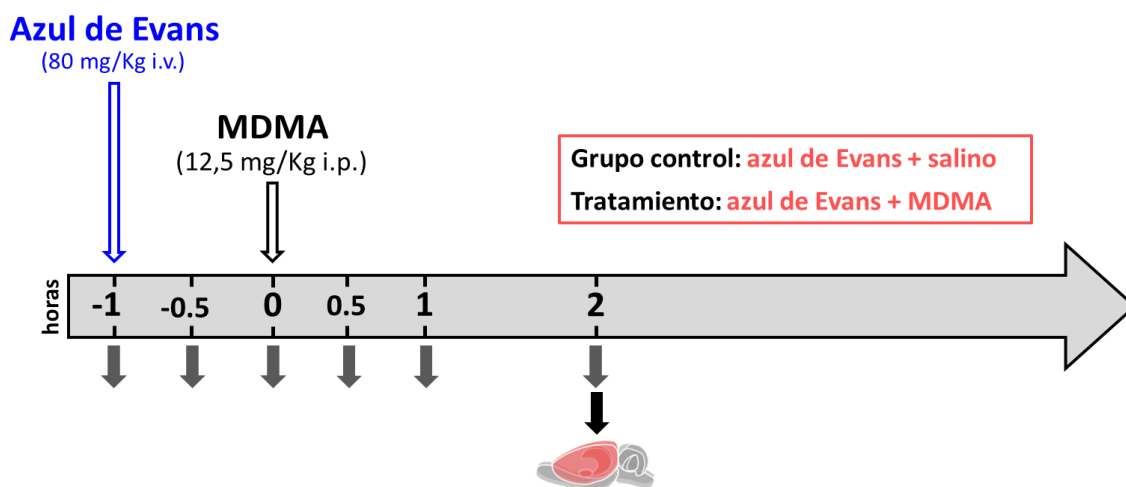 Azul de Evans
(80 mg/Kg i.v.)
MDMA
(12,5 mg/Kg i.p.)
Grupo control: azul de Evans + salino
Tratamiento: azul de Evans + MDMA
horas
-1 -0.5 0 0.5 1 2